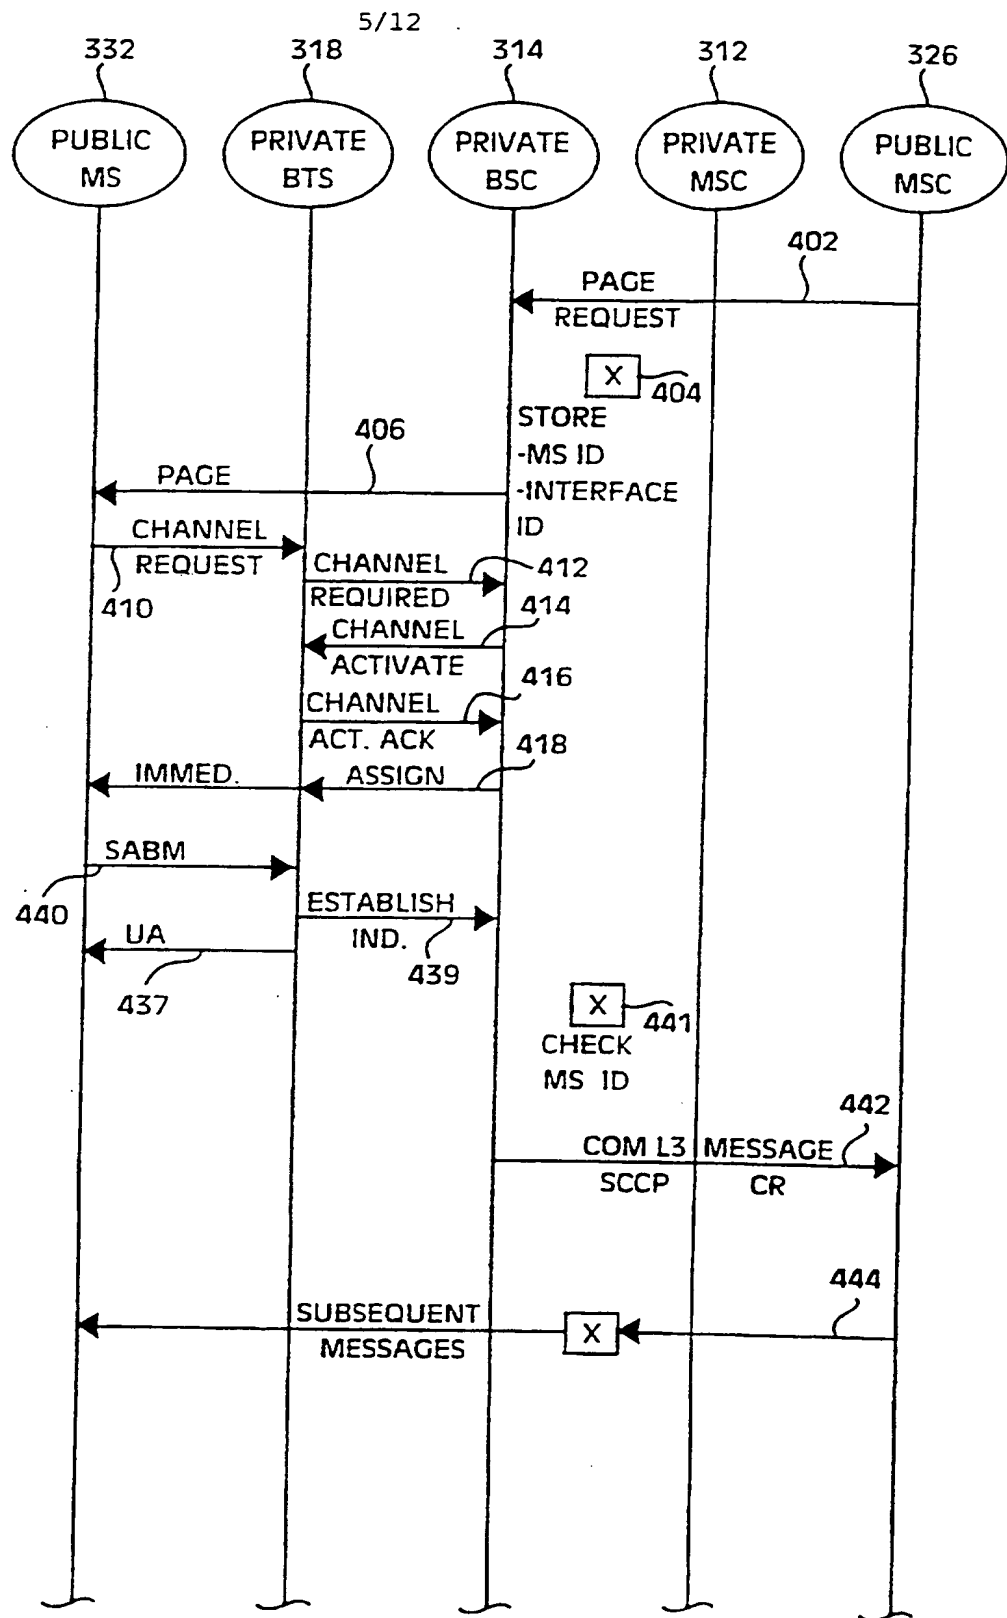 5/12
332 318 314 312 326
PUBLIC MS
PRIVATE BTS
PRIVATE BSC
PRIVATE MSC
PUBLIC MSC
402
PAGE
REQUEST
X
404
STORE
-MS ID
-INTERFACE
ID
406
PAGE
CHANNEL
REQUEST
410
CHANNEL
REQUIRED
412
414
CHANNEL
ACTIVATE
416
CHANNEL
ACT. ACK
418
IMMED. ASSIGN
SABM
440
ESTABLISH
IND.
439
UA
437
X
441
CHECK
MS ID
442
COM L3 MESSAGE
SCCP CR
444
SUBSEQUENT
MESSAGES
X